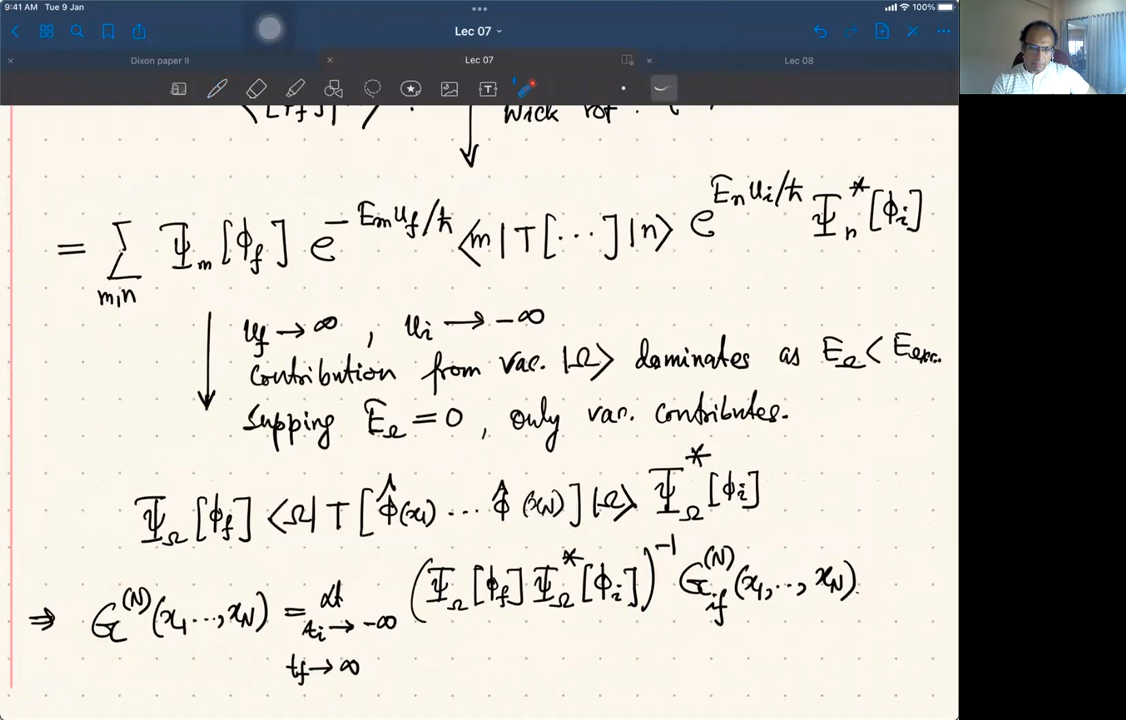 9:41 AM Tue 9 Jan
100%
Lec 07
Dixon paper II
Lec 07
Lec 08
Wick rot.
= Σ_{m,n} Ψ_m[ϕ_f] e^{-E_m u_f/ħ} ⟨m|T[...]|n⟩ e^{E_n u_i/ħ} Ψ_n^*[ϕ_i]
u_f → ∞ , u_i → -∞
Contribution from vac. |Ω⟩ dominates as E_Ω < E_exc.
Supping E_Ω = 0 , only vac. contributes.
Ψ_Ω[ϕ_f] ⟨Ω|T[ϕ̂(x_1) ... ϕ̂(x_N)]|Ω⟩ Ψ_Ω^*[ϕ_i]
⇒ G^{(N)}(x_1,..., x_N) = lt_{t_i → -∞, t_f → ∞} (Ψ_Ω[ϕ_f] Ψ_Ω^*[ϕ_i])^{-1} G_{if}^{(N)}(x_1,..., x_N).